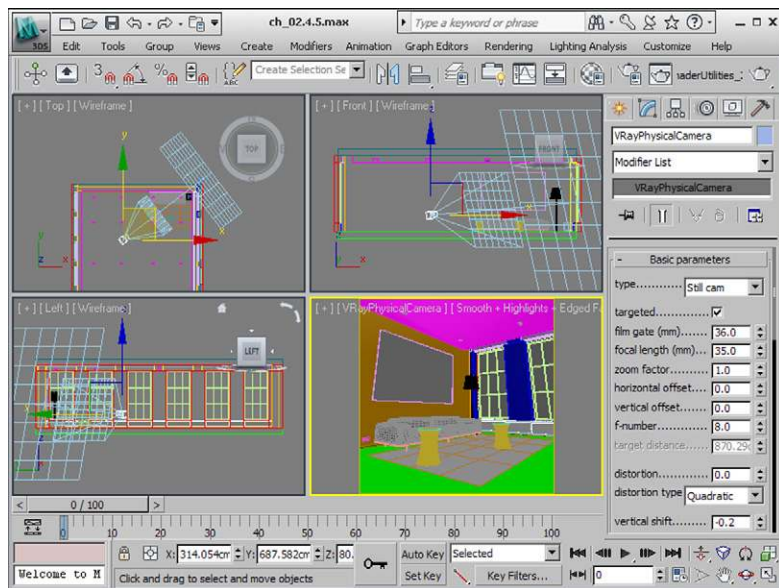 ch_02.4.5.max
Type a keyword or phrase
3DS
Edit Tools Group Views Create Modifiers Animation Graph Editors Rendering Lighting Analysis Customize Help
3
%
ABC
Create Selection Se
aderUtilities_
[ + ] [ Top ] [ Wireframe ]
TOP
y
x
y
z x
[ + ] [ Front ] [ Wireframe ]
FRONT
z
x
[ + ] [ Left ] [ Wireframe ]
LEFT
[ + ] [ VRayPhysicalCamera ] [ Smooth + Highlights + Edged Fa
VRayPhysicalCamera
Modifier List
VRayPhysicalCamera
- Basic parameters
type............ Still cam
targeted
film gate (mm)... 36.0
focal length (mm)... 35.0
zoom factor 1.0
horizontal offset 0.0
vertical offset 0.0
f-number 8.0
target distance 870.29
distortion 0.0
distortion type Quadratic
vertical shift -0.2
< 0 / 100 >
0 10 20 30 40 50 60 70 80 90 100
X: 314.054cm Y: 687.582cm Z: 80.
Auto Key Selected
Welcome to M
Click and drag to select and move objects
Set Key Key Filters...
0